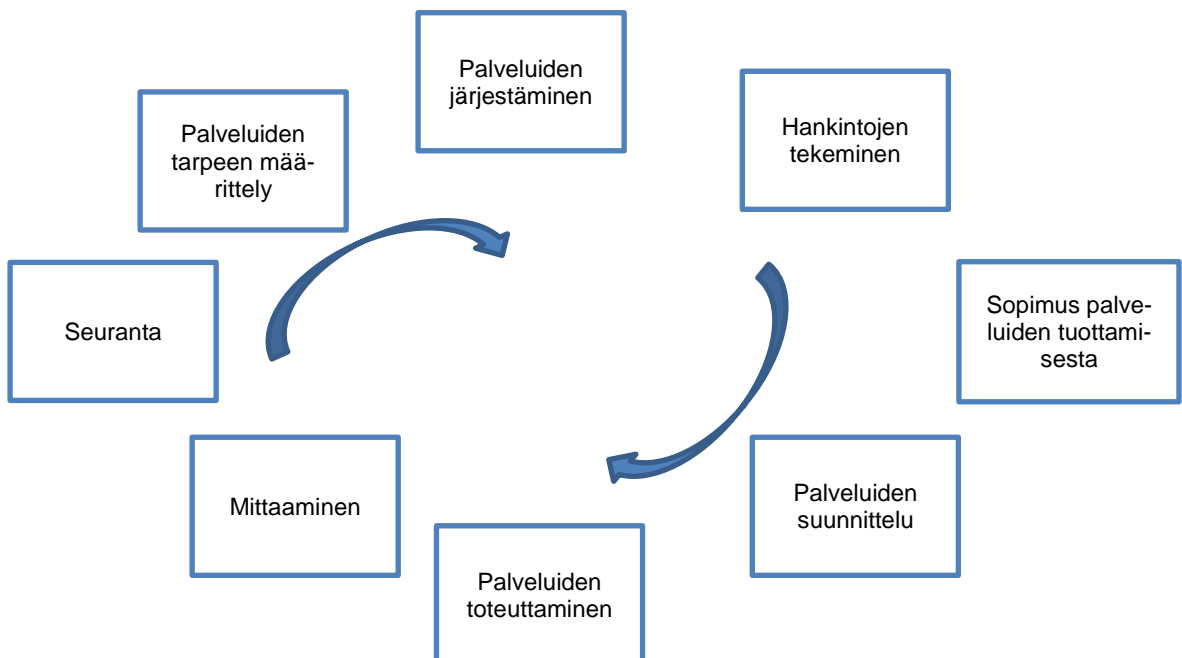 Palveluiden
järjestäminen
Hankintojen
tekeminen
Palveluiden
tarpeen mää-
rittely
Seuranta
Sopimus palve-
luiden tuottami-
sesta
Mittaaminen
Palveluiden
suunnittelu
Palveluiden
toteuttaminen